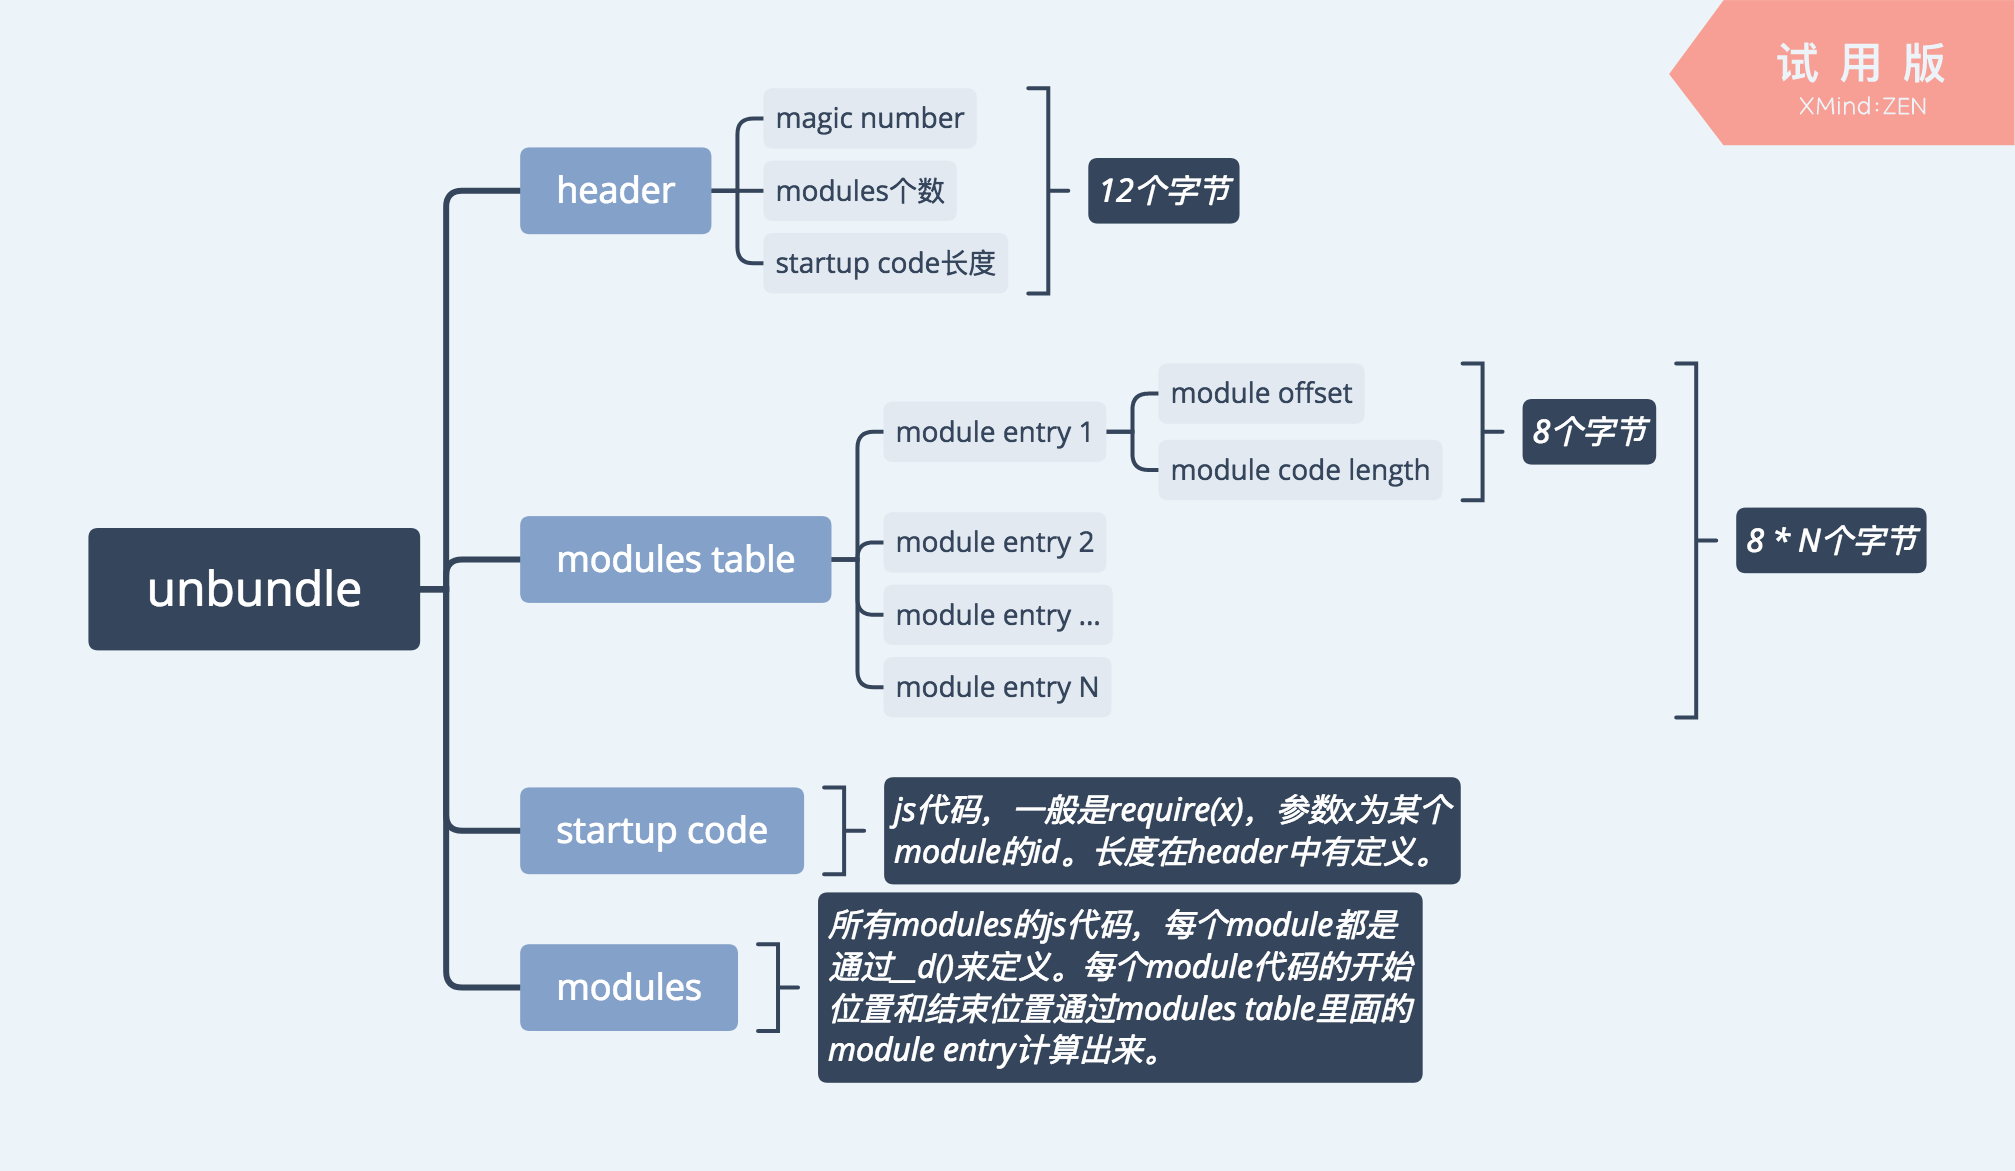 试用版
XMind:ZEN
unbundle
header
magic number
modules个数
startup code长度
12个字节
modules table
module entry 1
module offset
module code length
8个字节
module entry 2
module entry ...
module entry N
8 * N个字节
startup code
js代码，一般是require(x)，参数x为某个
module的id。长度在header中有定义。
modules
所有modules的js代码，每个module都是
通过__d()来定义。每个module代码的开始
位置和结束位置通过modules table里面的
module entry计算出来。